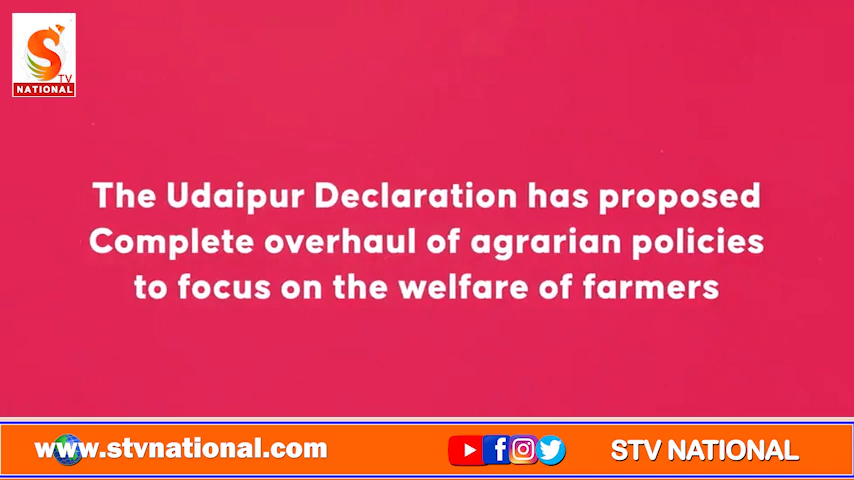 S
TV
NATIONAL
The Udaipur Declaration has proposed
Complete overhaul of agrarian policies
to focus on the welfare of farmers
www.stvnational.com
STV NATIONAL